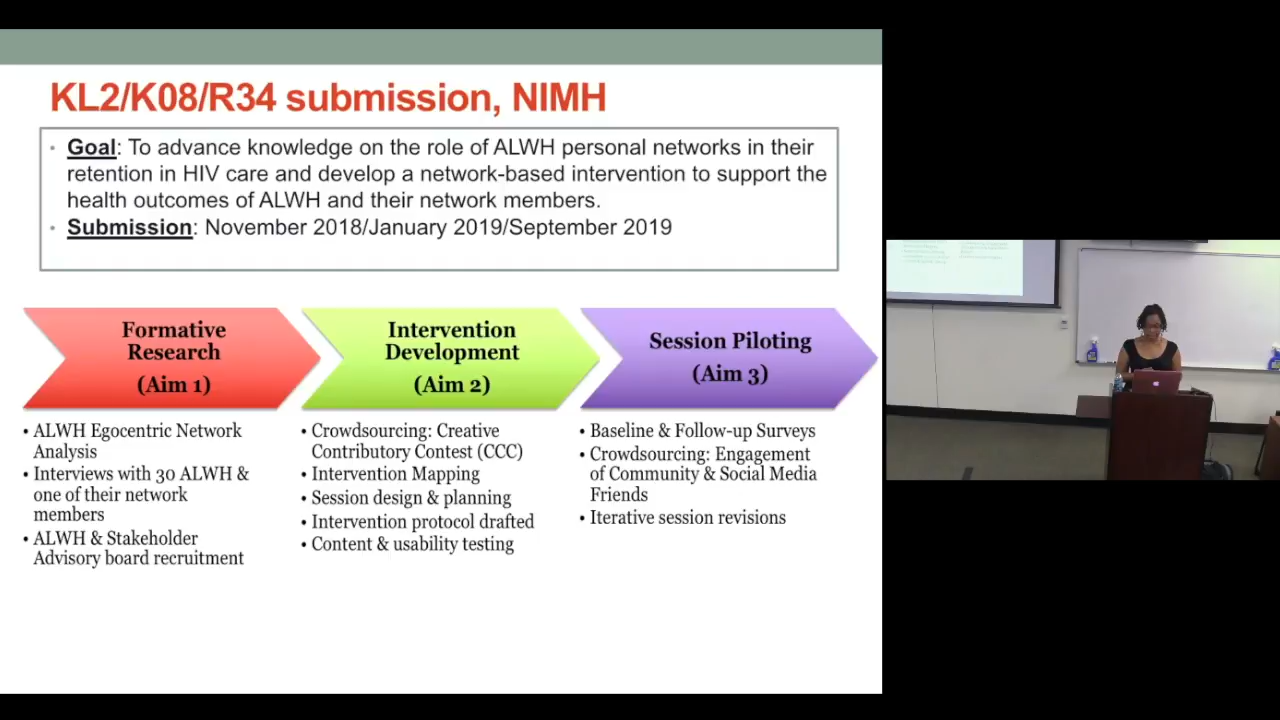 KL2/K08/R34 submission, NIMH
• Goal: To advance knowledge on the role of ALWH personal networks in their
retention in HIV care and develop a network-based intervention to support the
health outcomes of ALWH and their network members.
• Submission: November 2018/January 2019/September 2019
Formative
Research
(Aim 1)
• ALWH Egocentric Network
Analysis
• Interviews with 30 ALWH &
one of their network
members
• ALWH & Stakeholder
Advisory board recruitment
Intervention
Development
(Aim 2)
• Crowdsourcing: Creative
Contributory Contest (CCC)
• Intervention Mapping
• Session design & planning
• Intervention protocol drafted
• Content & usability testing
Session Piloting
(Aim 3)
• Baseline & Follow-up Surveys
• Crowdsourcing: Engagement
of Community & Social Media
Friends
• Iterative session revisions